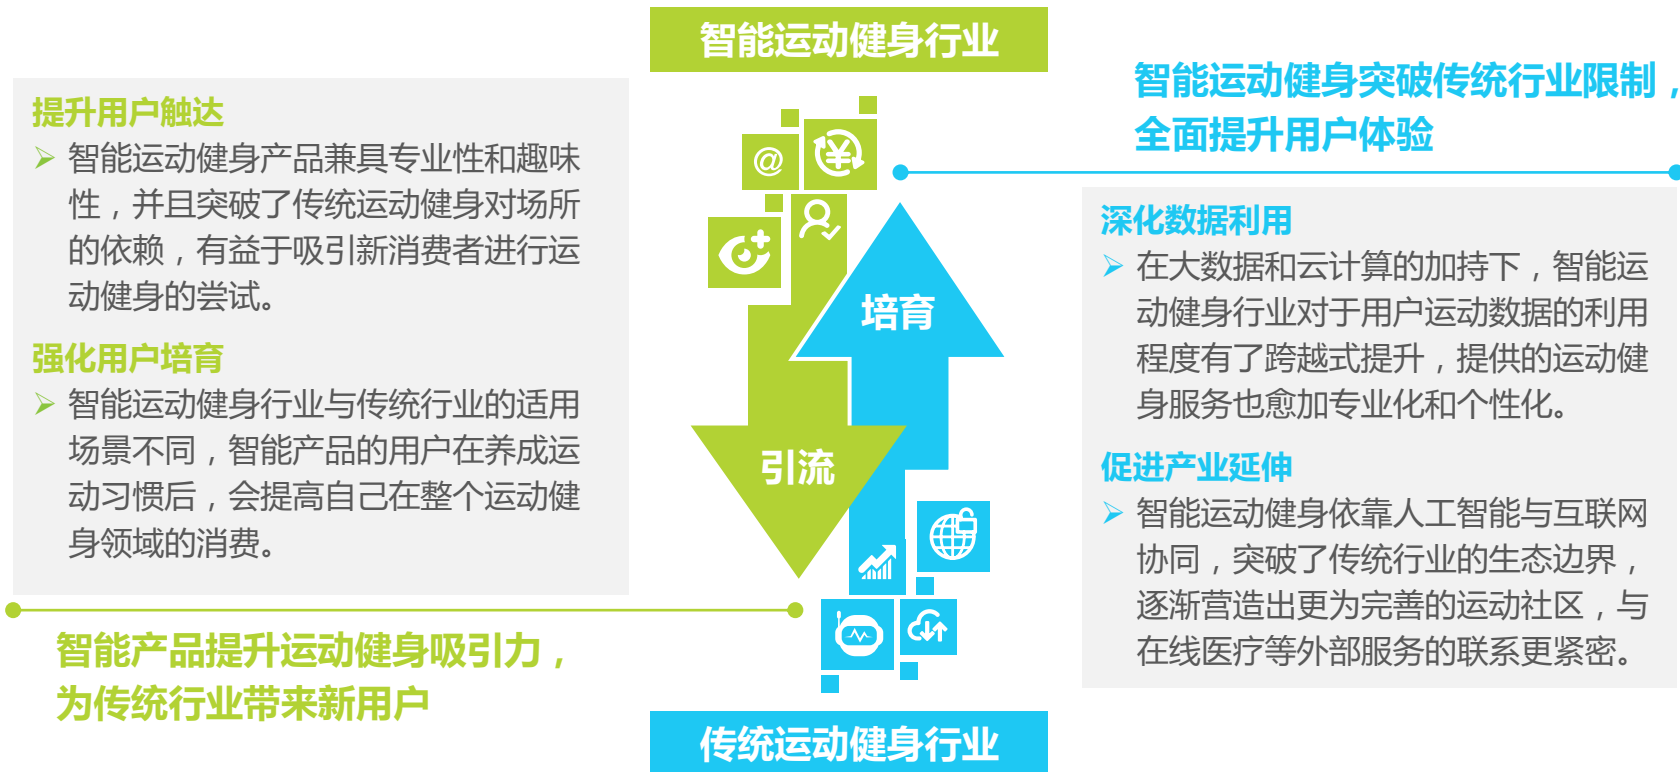 智能运动健身行业
提升用户触达
➢ 智能运动健身产品兼具专业性和趣味
性，并且突破了传统运动健身对场所
的依赖，有益于吸引新消费者进行运
动健身的尝试。
强化用户培育
➢ 智能运动健身行业与传统行业的适用
场景不同，智能产品的用户在养成运
动习惯后，会提高自己在整个运动健
身领域的消费。
智能产品提升运动健身吸引力，
为传统行业带来新用户
@
¥
培育
引流
智能运动健身突破传统行业限制，
全面提升用户体验
深化数据利用
➢ 在大数据和云计算的加持下，智能运
动健身行业对于用户运动数据的利用
程度有了跨越式提升，提供的运动健
身服务也愈加专业化和个性化。
促进产业延伸
➢ 智能运动健身依靠人工智能与互联网
协同，突破了传统行业的生态边界，
逐渐营造出更为完善的运动社区，与
在线医疗等外部服务的联系更紧密。
传统运动健身行业